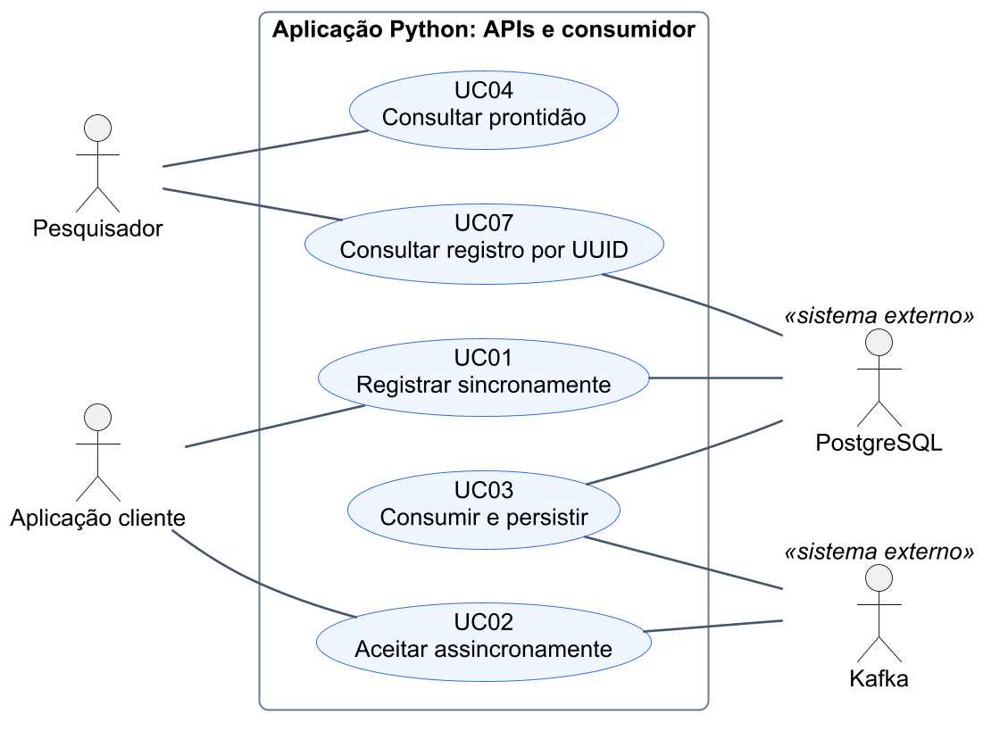 Aplicação Python: APIs e consumidor
UC04
Consultar prontidão
Pesquisador
UC07
Consultar registro por UUID
«sistema externo»
PostgreSQL
UC01
Registrar sincronamente
Aplicação cliente
UC03
Consumir e persistir
«sistema externo»
Kafka
UC02
Aceitar assincronamente